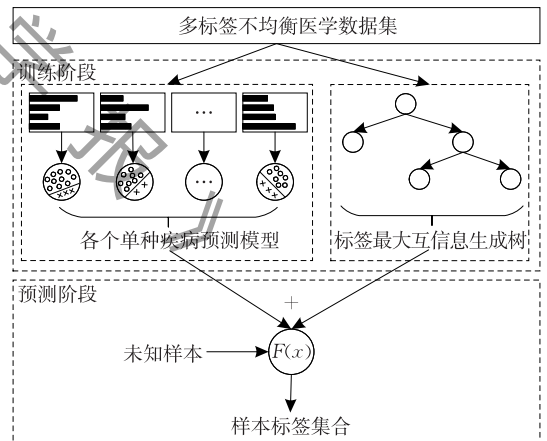 多标签不均衡医学数据集
训练阶段
…
…
各个单种疾病预测模型
标签最大互信息生成树
预测阶段
+
未知样本
F(x)
样本标签集合
学报》